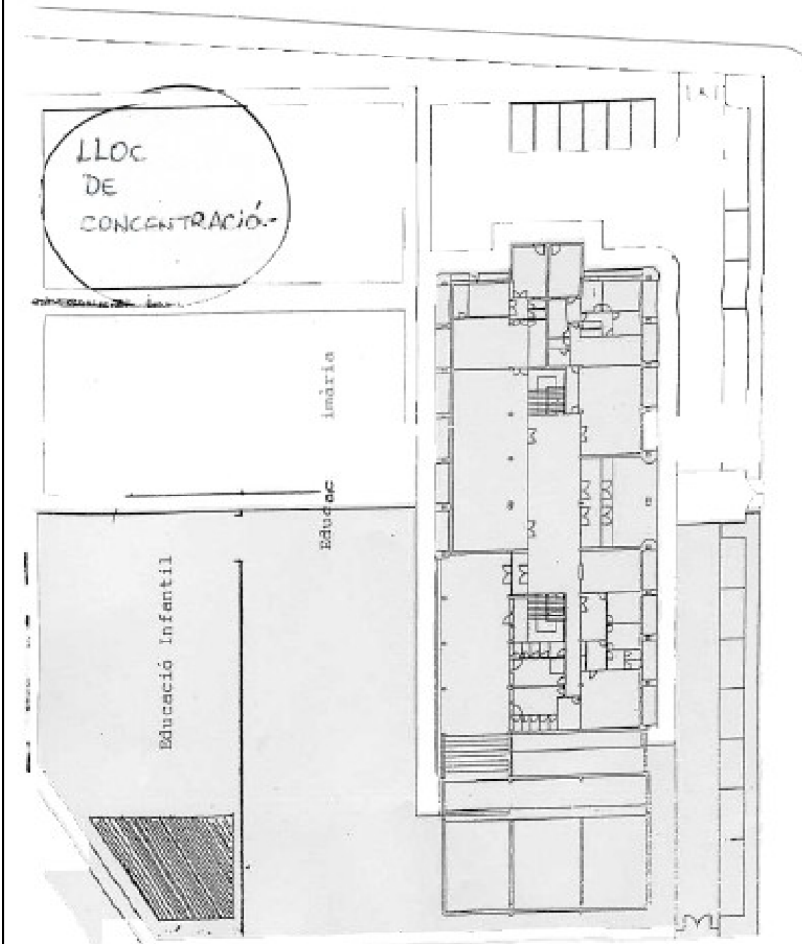 LLOC
DE
CONCENTRACIÓ.-
Educac  imària
Educació Infantil